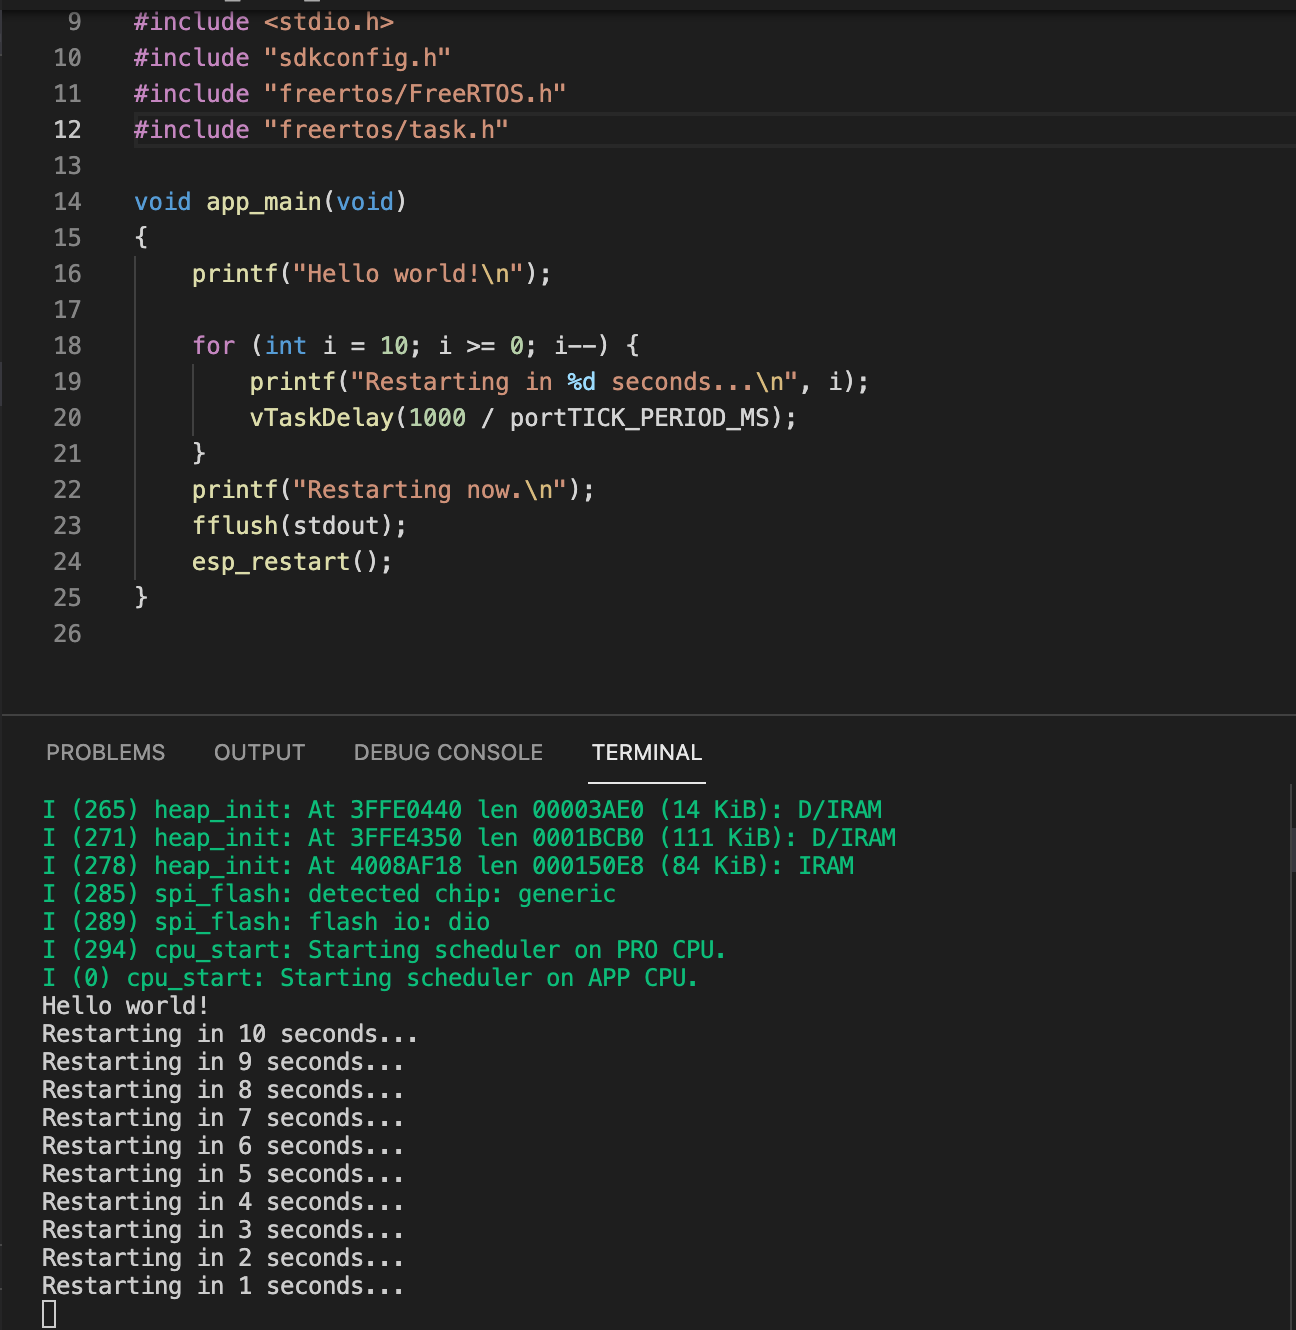 9 #include <stdio.h>
10 #include "sdkconfig.h"
11 #include "freertos/FreeRTOS.h"
12 #include "freertos/task.h"
13
14 void app_main(void)
15 {
16     printf("Hello world!\n");
17
18     for (int i = 10; i >= 0; i--) {
19         printf("Restarting in %d seconds...\n", i);
20         vTaskDelay(1000 / portTICK_PERIOD_MS);
21     }
22     printf("Restarting now.\n");
23     fflush(stdout);
24     esp_restart();
25 }
26
PROBLEMS OUTPUT DEBUG CONSOLE TERMINAL
I (265) heap_init: At 3FFE0440 len 00003AE0 (14 KiB): D/IRAM
I (271) heap_init: At 3FFE4350 len 0001BCB0 (111 KiB): D/IRAM
I (278) heap_init: At 4008AF18 len 000150E8 (84 KiB): IRAM
I (285) spi_flash: detected chip: generic
I (289) spi_flash: flash io: dio
I (294) cpu_start: Starting scheduler on PRO CPU.
I (0) cpu_start: Starting scheduler on APP CPU.
Hello world!
Restarting in 10 seconds...
Restarting in 9 seconds...
Restarting in 8 seconds...
Restarting in 7 seconds...
Restarting in 6 seconds...
Restarting in 5 seconds...
Restarting in 4 seconds...
Restarting in 3 seconds...
Restarting in 2 seconds...
Restarting in 1 seconds...